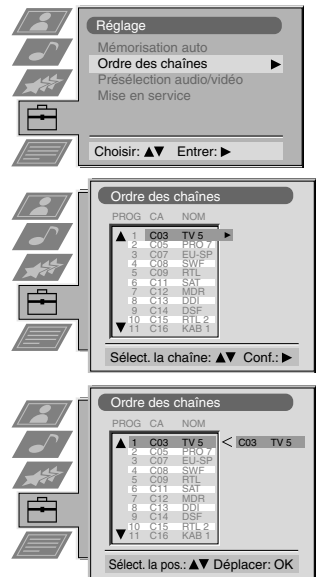 Réglage
Mémorisation auto
Ordre des chaînes ▶
Présélection audio/vidéo
Mise en service
Choisir: ▲▼ Entrer: ▶
Ordre des chaînes
PROG CA NOM
▲ 1 C03 TV 5 ▶
2 C05 PRO 7
3 C07 EU-SP
4 C08 SWF
5 C09 RTL
6 C11 SAT
7 C12 MDR
8 C13 DDI
9 C14 DSF
10 C15 RTL 2
▼ 11 C16 KAB 1
Sélect. la chaîne: ▲▼ Conf.: ▶
Ordre des chaînes
PROG CA NOM
▲ 1 C03 TV 5 < C03 TV 5
2 C05 PRO 7
3 C07 EU-SP
4 C08 SWF
5 C09 RTL
6 C11 SAT
7 C12 MDR
8 C13 DDI
9 C14 DSF
10 C15 RTL 2
▼ 11 C16 KAB 1
Sélect. la pos.: ▲▼ Déplacer: OK